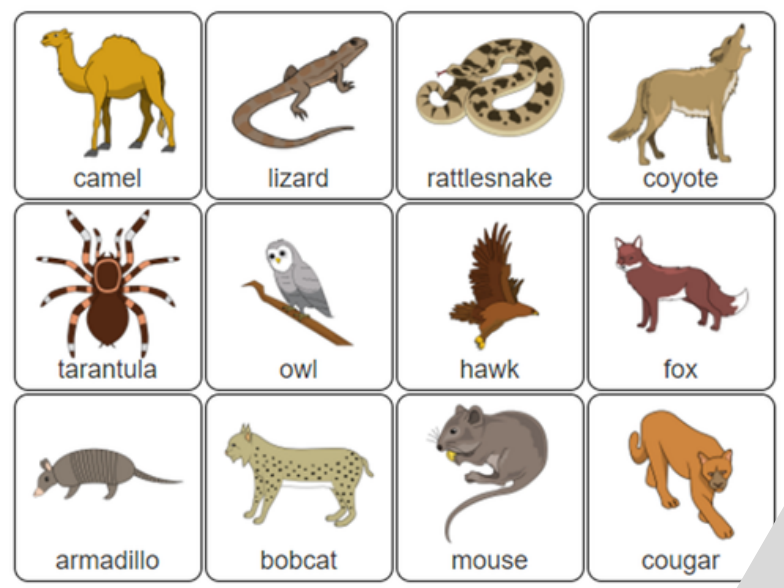 camel
lizard
rattlesnake
coyote
tarantula
owl
hawk
fox
armadillo
bobcat
mouse
cougar